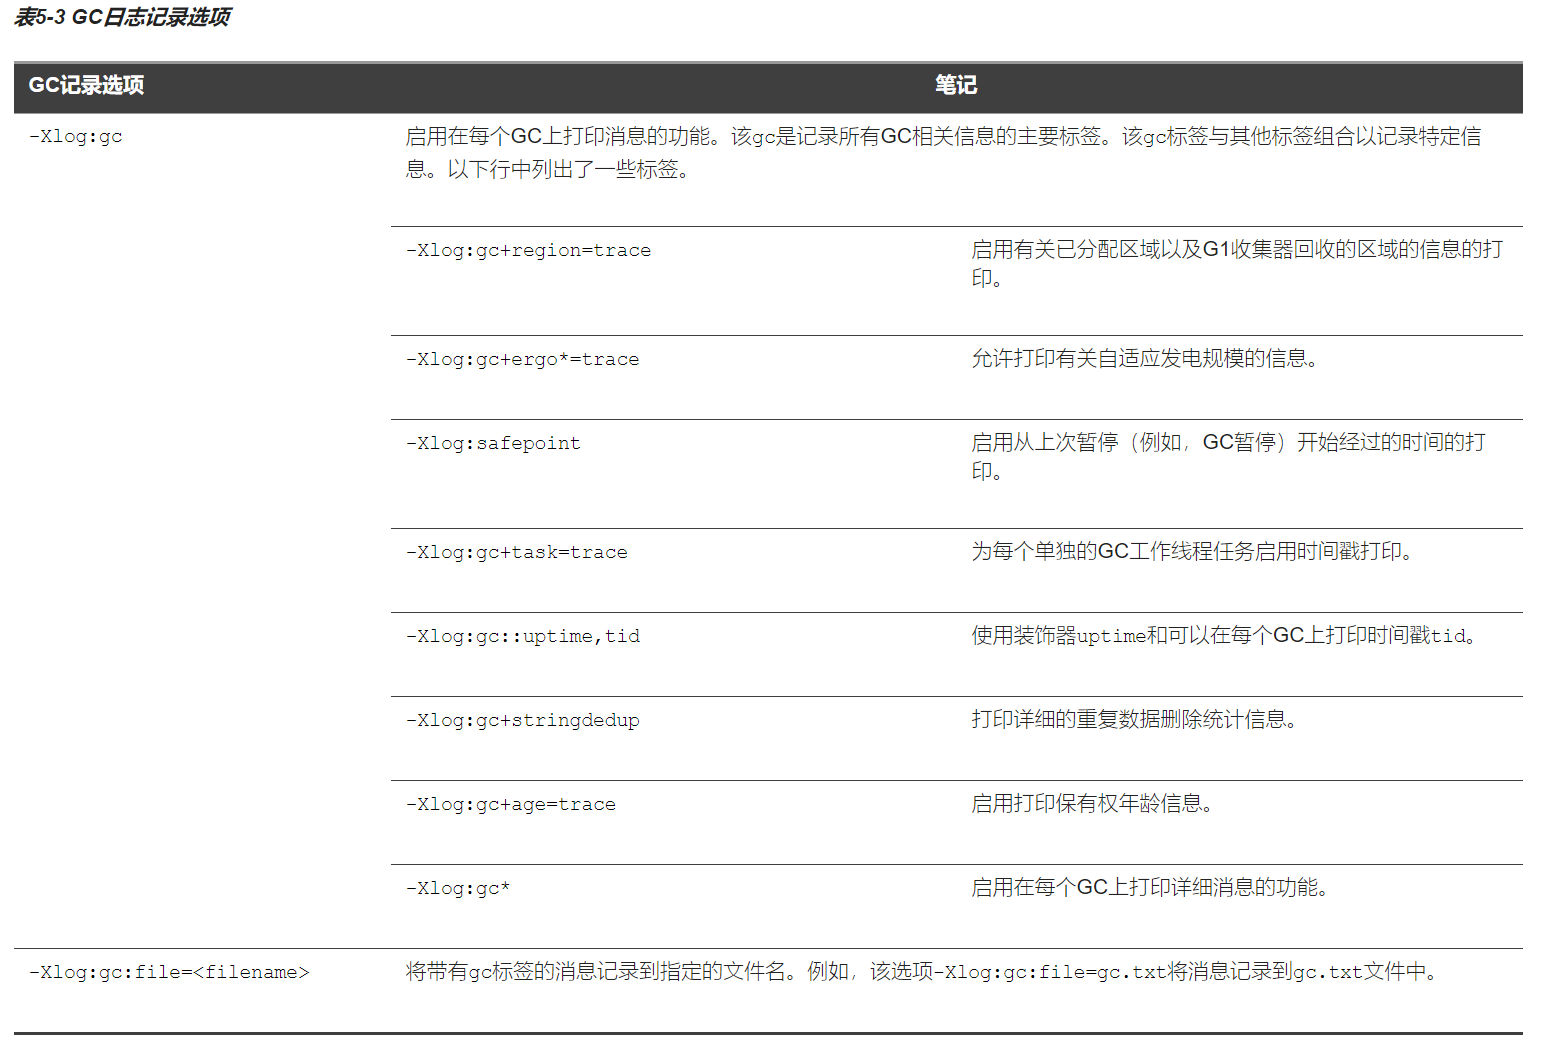 表5-3 GC日志记录选项
GC记录选项 笔记
-Xlog:gc 启用在每个GC上打印消息的功能。该gc是记录所有GC相关信息的主要标签。该gc标签与其他标签组合以记录特定信
息。以下行中列出了一些标签。
-Xlog:gc+region=trace 启用有关已分配区域以及G1收集器回收的区域的信息的打
印。
-Xlog:gc+ergo*=trace 允许打印有关自适应发电规模的信息。
-Xlog:safepoint 启用从上次暂停（例如，GC暂停）开始经过的时间的打
印。
-Xlog:gc+task=trace 为每个单独的GC工作线程任务启用时间戳打印。
-Xlog:gc::uptime,tid 使用装饰器uptime和可以在每个GC上打印时间戳tid。
-Xlog:gc+stringdedup 打印详细的重复数据删除统计信息。
-Xlog:gc+age=trace 启用打印保有权年龄信息。
-Xlog:gc* 启用在每个GC上打印详细消息的功能。
-Xlog:gc:file=<filename> 将带有gc标签的消息记录到指定的文件名。例如，该选项-Xlog:gc:file=gc.txt将消息记录到gc.txt文件中。